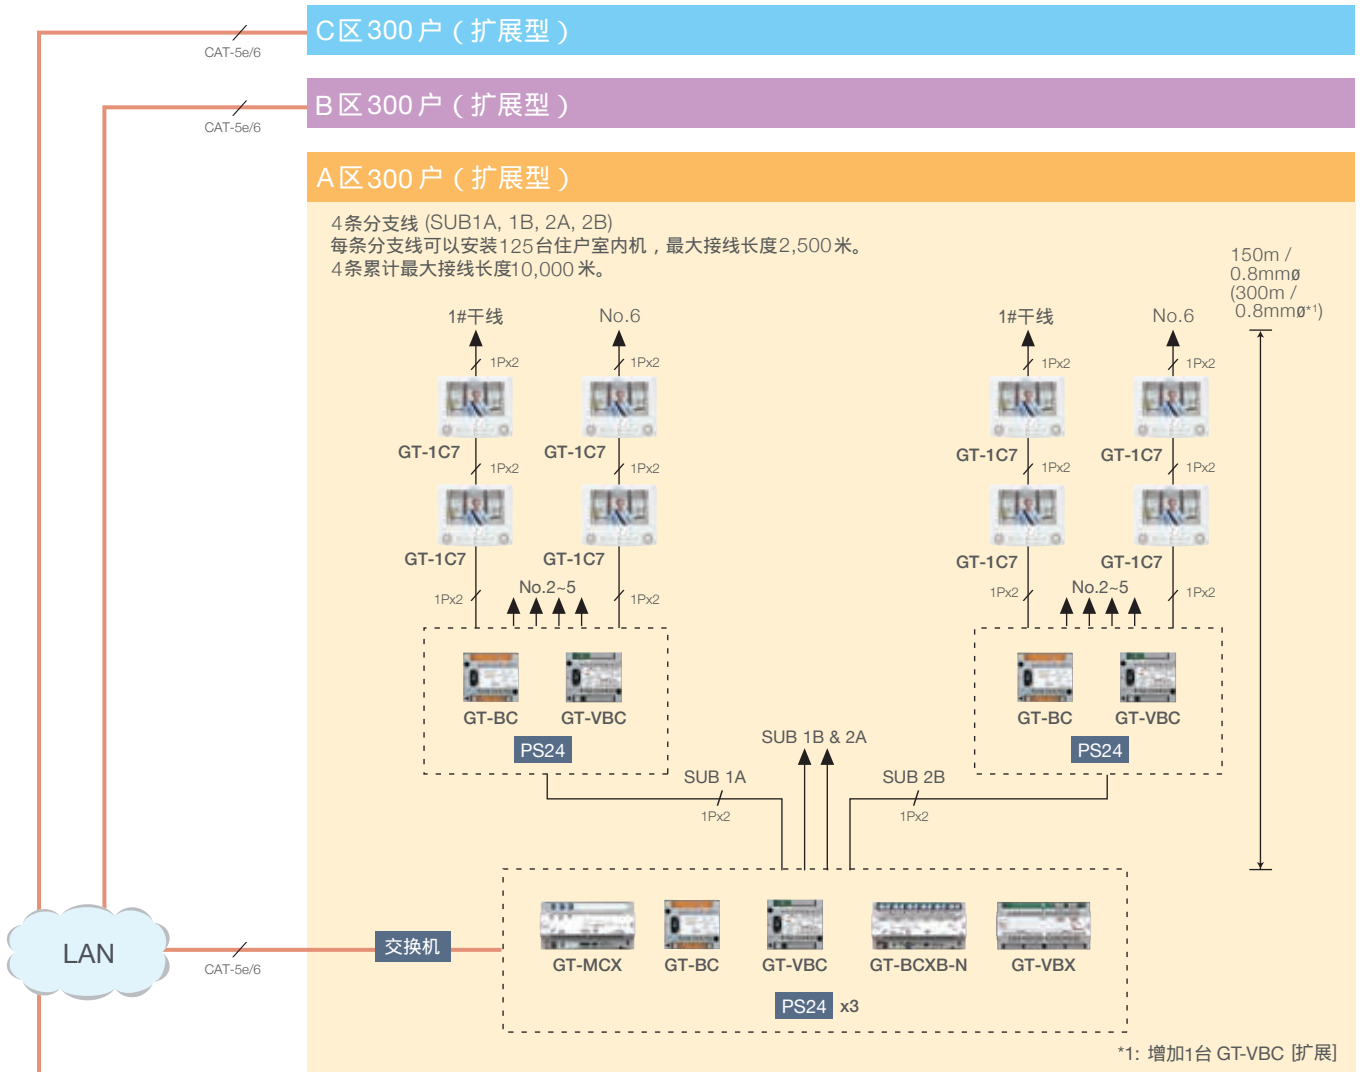 C区300户（扩展型）
CAT-5e/6
B区300户（扩展型）
CAT-5e/6
A区300户（扩展型）
4条分支线 (SUB1A, 1B, 2A, 2B)
每条分支线可以安装125台住户室内机，最大接线长度2,500米。
4条累计最大接线长度10,000米。
150m /
0.8mmø
(300m /
0.8mmø*1)
1#干线 No.6 1#干线 No.6
1Px2 1Px2 1Px2 1Px2
GT-1C7 GT-1C7 GT-1C7 GT-1C7
1Px2 1Px2 1Px2 1Px2
GT-1C7 GT-1C7 GT-1C7 GT-1C7
No.2~5 No.2~5
1Px2 1Px2 1Px2 1Px2
GT-BC GT-VBC GT-BC GT-VBC
PS24 PS24
SUB 1B & 2A
SUB 1A SUB 2B
1Px2 1Px2
LAN
CAT-5e/6
交换机
GT-MCX GT-BC GT-VBC GT-BCXB-N GT-VBX
PS24 x3
*1: 增加1台 GT-VBC [扩展]